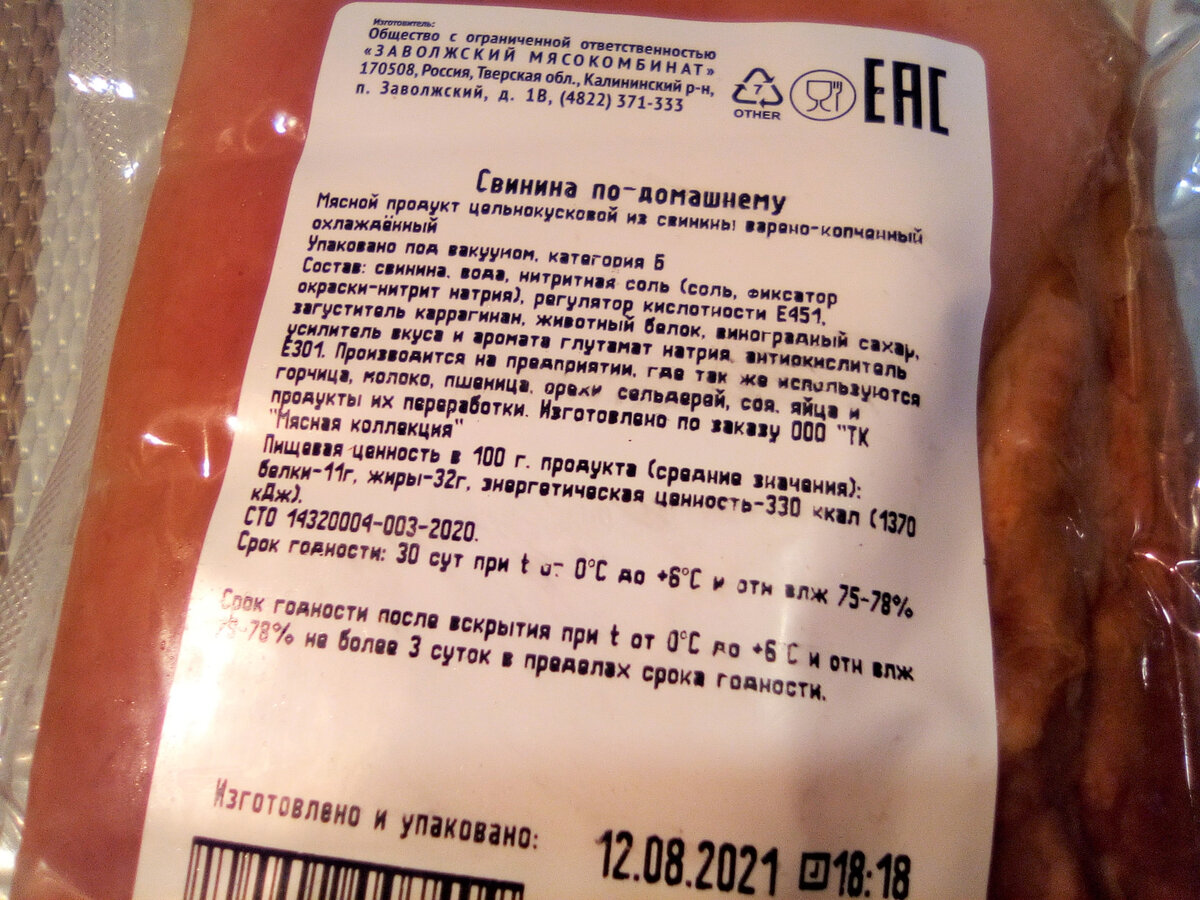 Изготовитель:
Общество с ограниченной ответственностью
«ЗАВОЛЖСКИЙ МЯСОКОМБИНАТ»
170508, Россия, Тверская обл., Калининский р-н,
п. Заволжский, д. 1В, (4822) 371-333
7
OTHER
EAC
Свинина по-домашнему
Мясной продукт цельнокусковой из свинины варено-копченный
охлаждённый
Упаковано под вакуумом, категория Б
Состав: свинина, вода, нитритная соль (соль, фиксатор
окраски-нитрит натрия), регулятор кислотности Е451,
загуститель каррагинан, животный белок, виноградный сахар,
усилитель вкуса и аромата глутамат натрия, антиокислитель
Е301. Производится на предприятии, где так же используются
горчица, молоко, пшеница, орехи сельдерей, соя, яйца и
продукты их переработки. Изготовлено по заказу ООО "ТК
"Мясная коллекция"
Пищевая ценность в 100 г. продукта (средние значения):
белки-11г, жиры-32г, энергетическая ценность-330 ккал (1370
кДж).
СТО 14320004-003-2020.
Срок годности: 30 сут при t от 0°С до +6°С и отн влж 75-78%
Срок годности после вскрытия при t от 0°С до +6°С и отн влж
75-78% не более 3 суток в пределах срока годности.
Изготовлено и упаковано:
12.08.2021 18:18